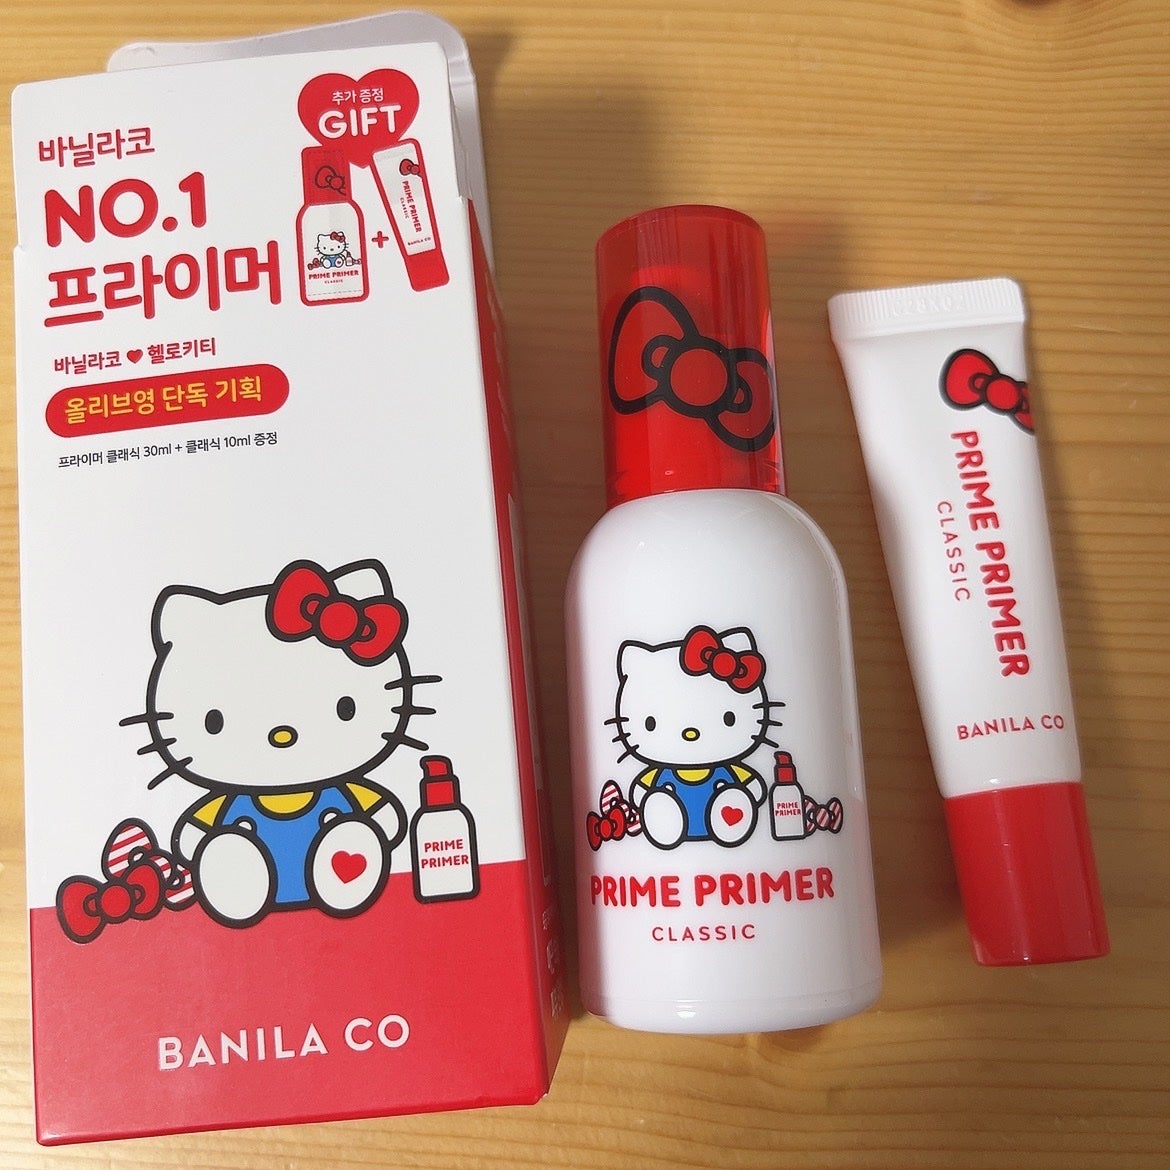 바닐라코
NO.1
프라이머
추가 증정
GIFT
PRIME PRIMER
CLASSIC
+
PRIME PRIMER
CLASSIC
BANILA CO
바닐라코 ♥ 헬로키티
올리브영 단독 기획
프라이머 클래식 30ml + 클래식 10ml 증정
PRIME
PRIMER
BANILA CO
PRIME
PRIMER
PRIME PRIMER
CLASSIC
PRIME PRIMER
CLASSIC
BANILA CO